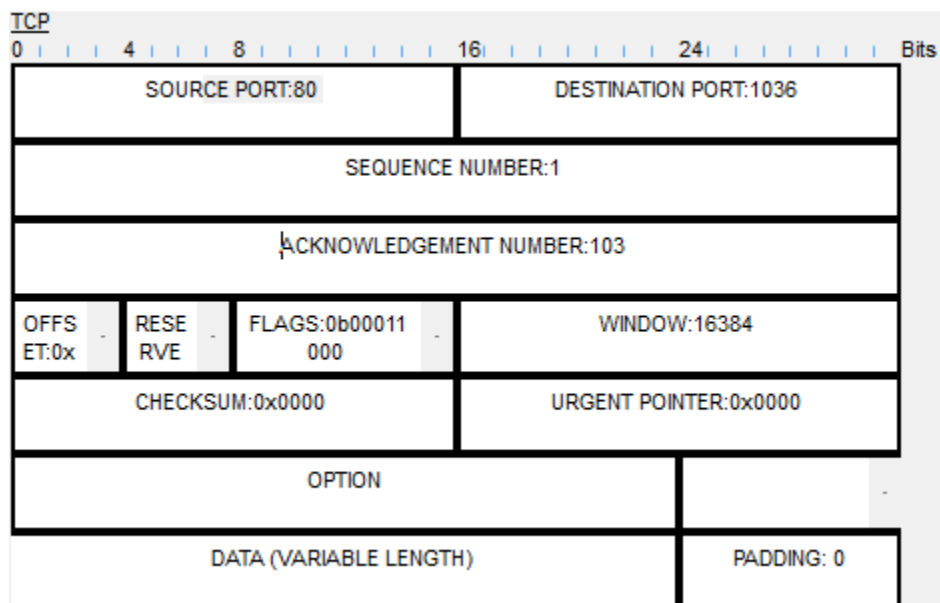 TCP
0 4 8 16 24 Bits
SOURCE PORT:80 DESTINATION PORT:1036
SEQUENCE NUMBER:1
ACKNOWLEDGEMENT NUMBER:103
OFFS RESE FLAGS:0b00011 WINDOW:16384
ET:0x RVE 000
CHECKSUM:0x0000 URGENT POINTER:0x0000
OPTION
DATA (VARIABLE LENGTH) PADDING: 0